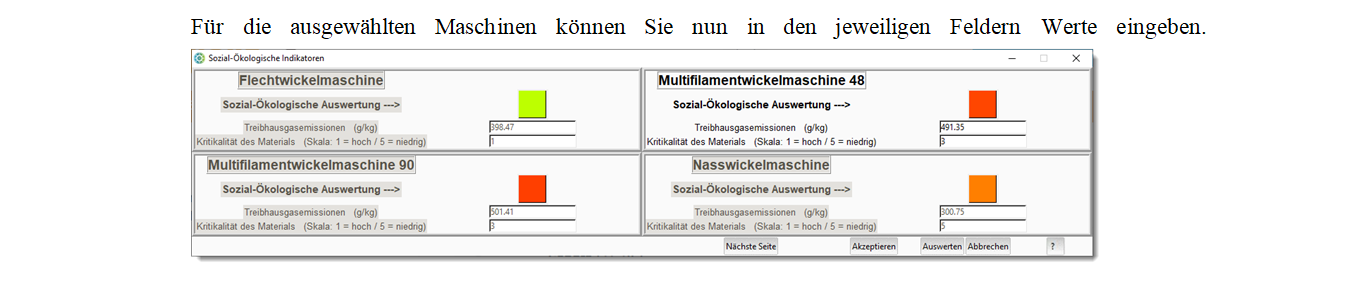 Für die ausgewählten Maschinen können Sie nun in den jeweiligen Feldern Werte eingeben.
Sozial-Ökologische Indikatoren
Flechtwickelmaschine
Sozial-Ökologische Auswertung --->
Treibhausgasemissionen (g/kg) 398.47
Kritikalität des Materials (Skala: 1 = hoch / 5 = niedrig) 1
Multifilamentwickelmaschine 48
Sozial-Ökologische Auswertung --->
Treibhausgasemissionen (g/kg) 491.35
Kritikalität des Materials (Skala: 1 = hoch / 5 = niedrig) 3
Multifilamentwickelmaschine 90
Sozial-Ökologische Auswertung --->
Treibhausgasemissionen (g/kg) 501.41
Kritikalität des Materials (Skala: 1 = hoch / 5 = niedrig) 3
Nasswickelmaschine
Sozial-Ökologische Auswertung --->
Treibhausgasemissionen (g/kg) 300.75
Kritikalität des Materials (Skala: 1 = hoch / 5 = niedrig) 5
Nächste Seite Akzeptieren Auswerten Abbrechen ?